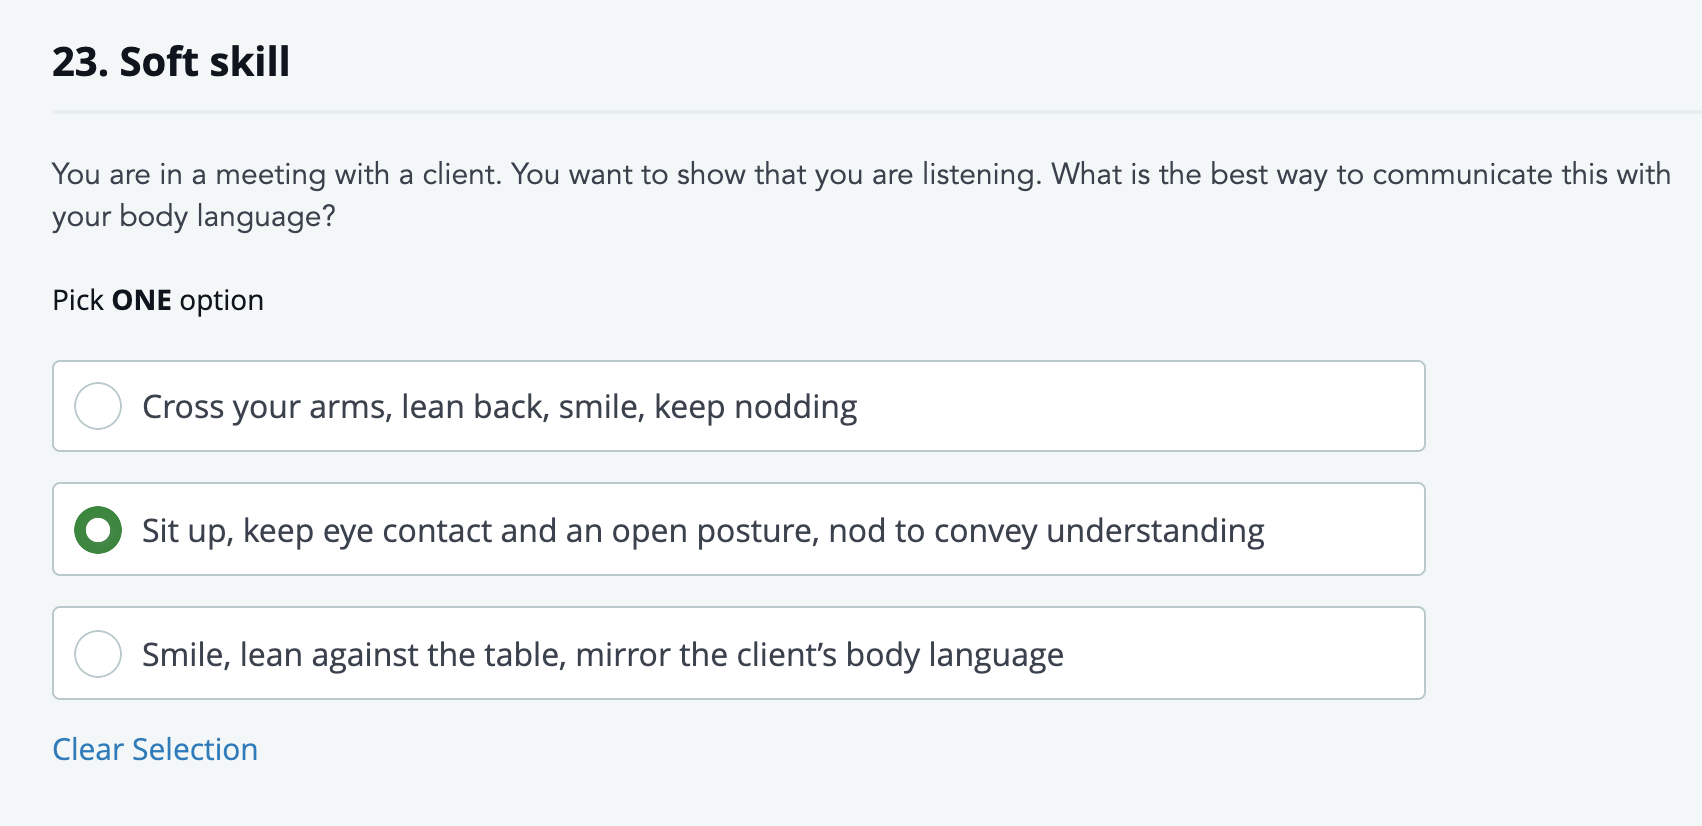 23. Soft skill
You are in a meeting with a client. You want to show that you are listening. What is the best way to communicate this with
your body language?
Pick ONE option
Cross your arms, lean back, smile, keep nodding
Sit up, keep eye contact and an open posture, nod to convey understanding
Smile, lean against the table, mirror the client’s body language
Clear Selection